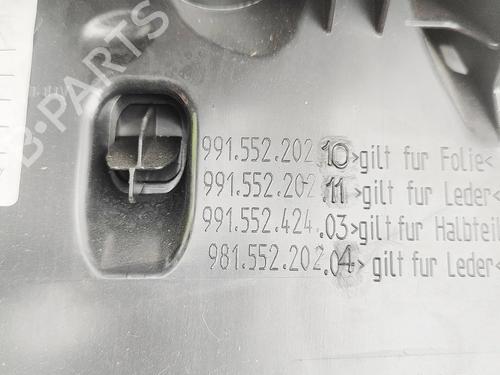 B-PARTS
991.552.202.10>gilt fur Folie<
991.552.202.11>gilt fur Leder<
991.552.424.03>gilt fur Halbteil
981.552.202.04> gilt fur Leder<